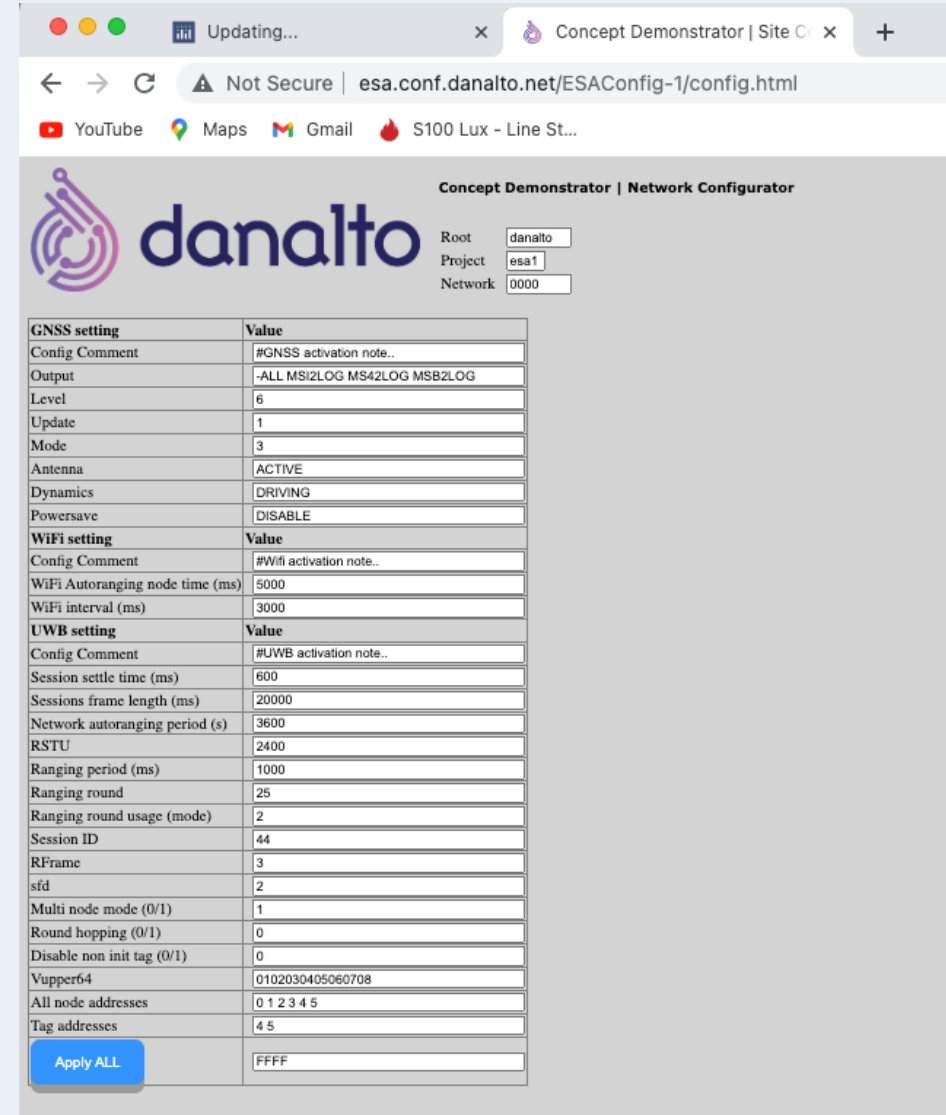 Updating...
Concept Demonstrator | Site C
Not Secure | esa.conf.danalto.net/ESAConfig-1/config.html
YouTube Maps Gmail S100 Lux - Line St...
danalto
Concept Demonstrator | Network Configurator
Root danalto
Project esa1
Network 0000
GNSS setting Value
Config Comment #GNSS activation note..
Output -ALL MSI2LOG MS42LOG MSB2LOG
Level 6
Update 1
Mode 3
Antenna ACTIVE
Dynamics DRIVING
Powersave DISABLE
WiFi setting Value
Config Comment #Wifi activation note..
WiFi Autoranging node time (ms) 5000
WiFi interval (ms) 3000
UWB setting Value
Config Comment #UWB activation note..
Session settle time (ms) 600
Sessions frame length (ms) 20000
Network autoranging period (s) 3600
RSTU 2400
Ranging period (ms) 1000
Ranging round 25
Ranging round usage (mode) 2
Session ID 44
RFrame 3
sfd 2
Multi node mode (0/1) 1
Round hopping (0/1) 0
Disable non init tag (0/1) 0
Vupper64 0102030405060708
All node addresses 0 1 2 3 4 5
Tag addresses 4 5
Apply ALL FFFF